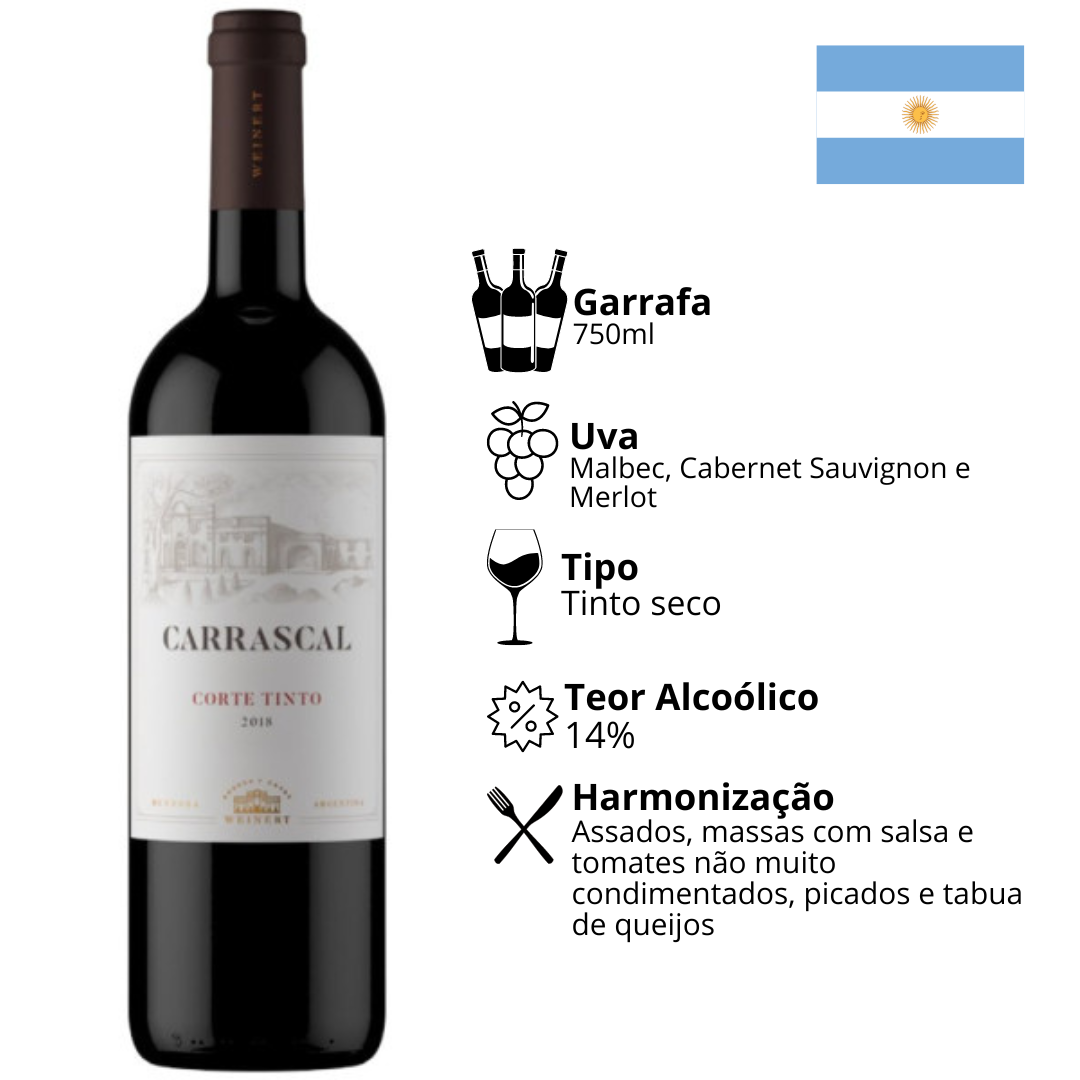 WEINERT
Garrafa
750ml
Uva
Malbec, Cabernet Sauvignon e
Merlot
Tipo
Tinto seco
Teor Alcoólico
14%
Harmonização
Assados, massas com salsa e
tomates não muito
condimentados, picados e tabua
de queijos
CARRASCAL
CORTE TINTO
2018
MENDOZA
ARGENTINA
WEINERT